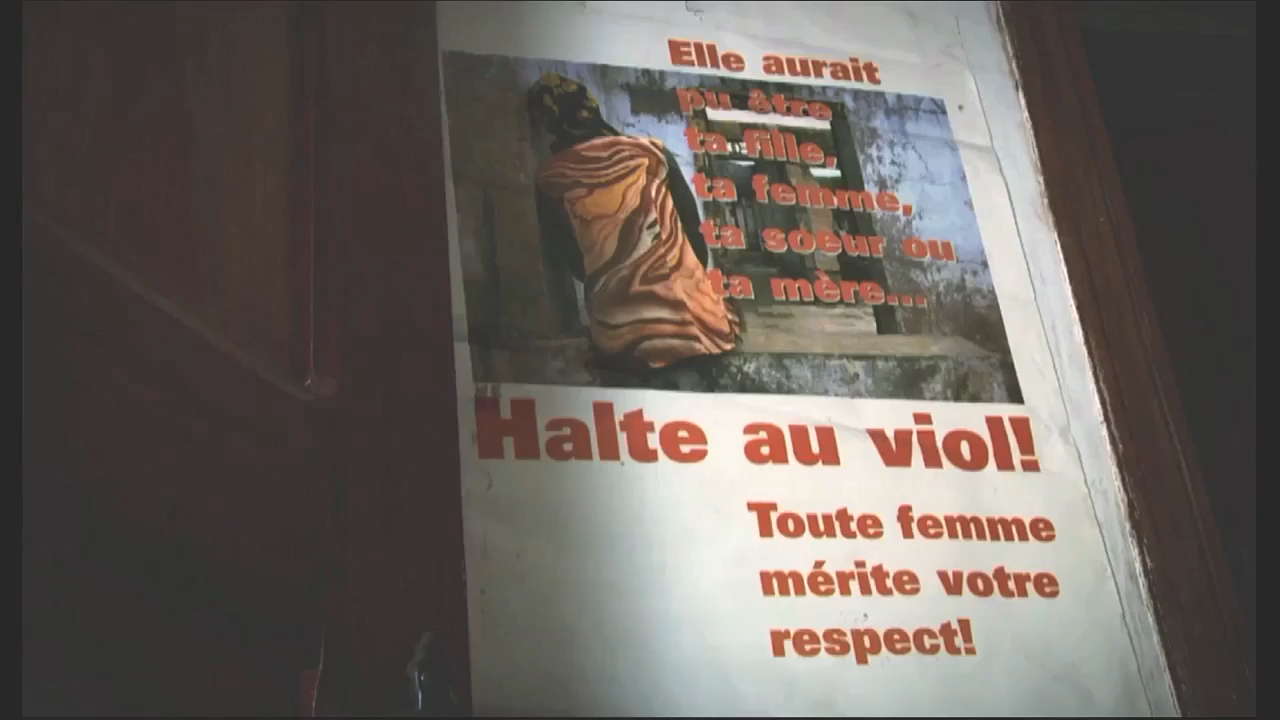 Elle aurait
pu être
ta fille,
ta femme,
ta soeur ou
ta mère...
Halte au viol!
Toute femme
mérite votre
respect!